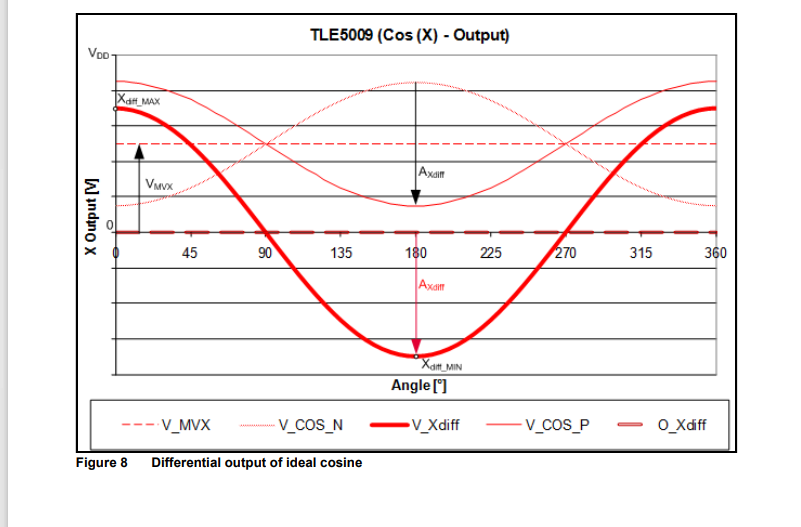 TLE5009 (Cos (X) - Output)
VDD
Xdiff_MAX
VMVX
AXdiff
X Output [V]
0
0 45 90 135 180 225 270 315 360
AXdiff
Xdiff_MIN
Angle [°]
V_MVX V_COS_N V_Xdiff V_COS_P O_Xdiff
Figure 8 Differential output of ideal cosine